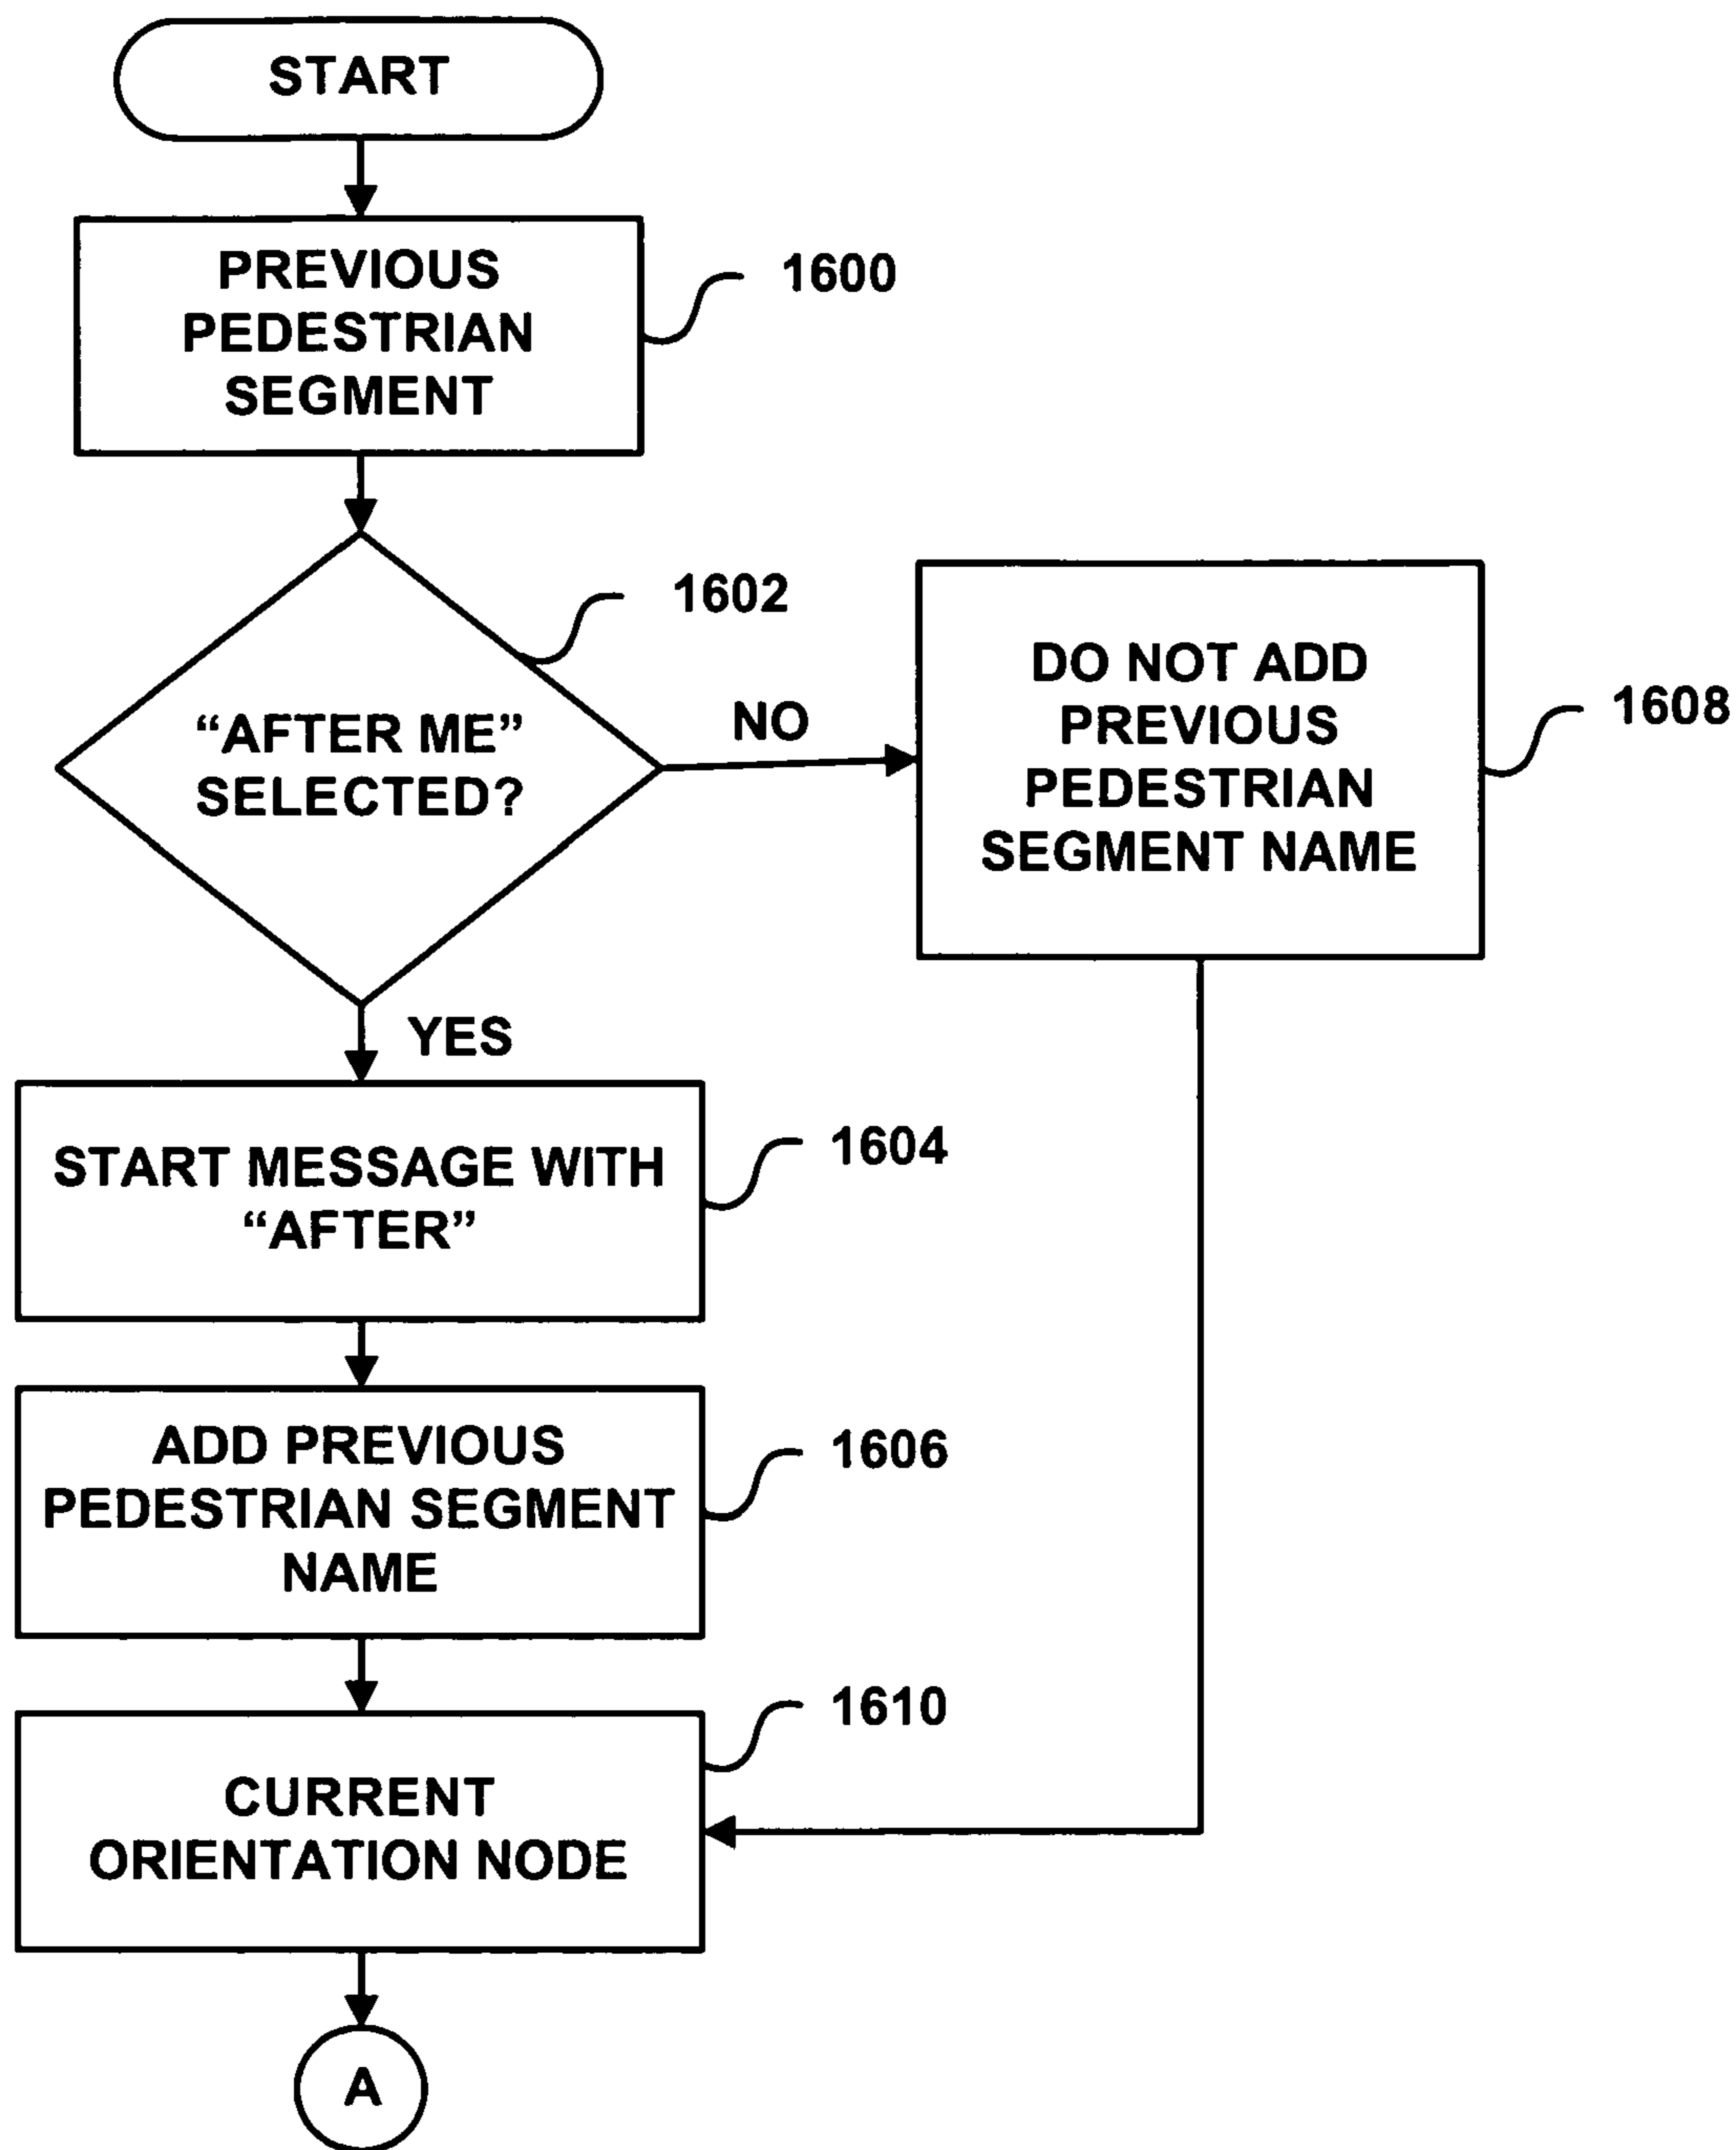 START
PREVIOUS
PEDESTRIAN
SEGMENT
1600
1602
“AFTER ME”
SELECTED?
NO
DO NOT ADD
PREVIOUS
PEDESTRIAN
SEGMENT NAME
1608
YES
START MESSAGE WITH
“AFTER”
1604
ADD PREVIOUS
PEDESTRIAN SEGMENT
NAME
1606
1610
CURRENT
ORIENTATION NODE
A